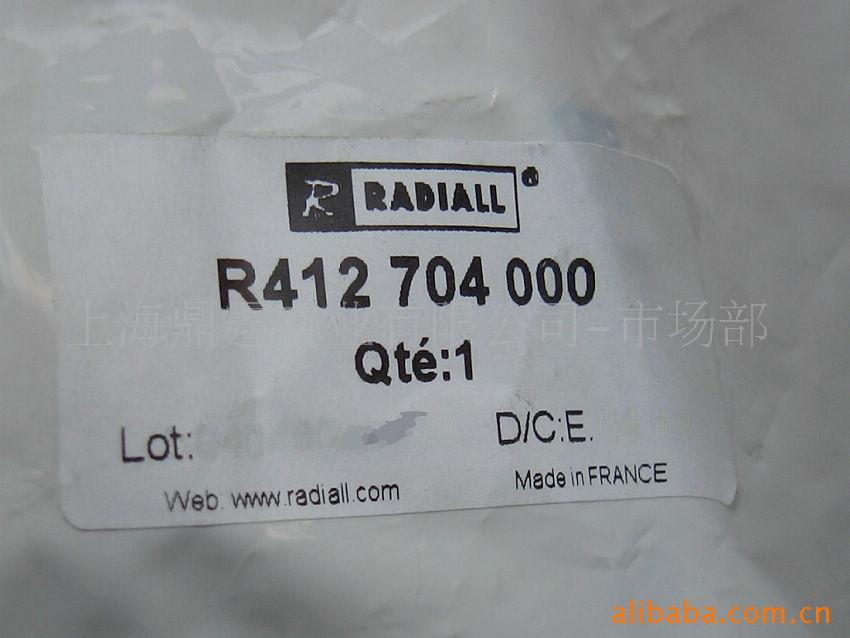 RADIALL®
R412 704 000
上海鼎 业有限公司-市场部
Qté:1
Lot:
D/C:E.
Web. www.radiall.com
Made in FRANCE
alibaba.com.cn